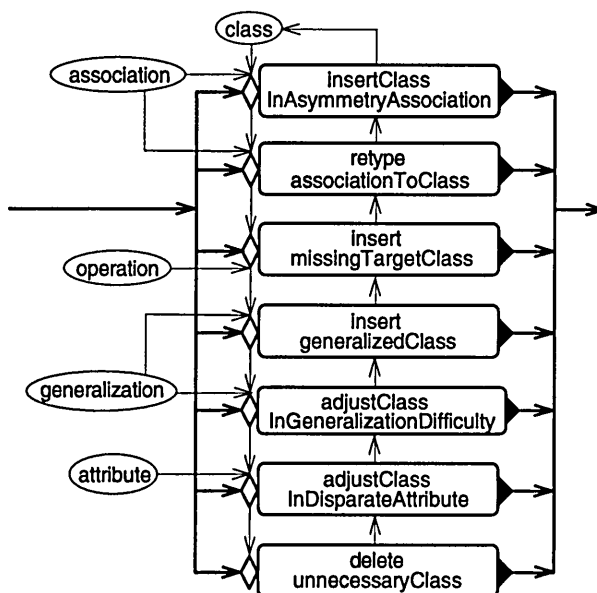 class
association
insertClass
InAsymmetryAssociation
retype
associationToClass
insert
missingTargetClass
operation
insert
generalizedClass
generalization
adjustClass
InGeneralizationDifficulty
attribute
adjustClass
InDisparateAttribute
delete
unnecessaryClass